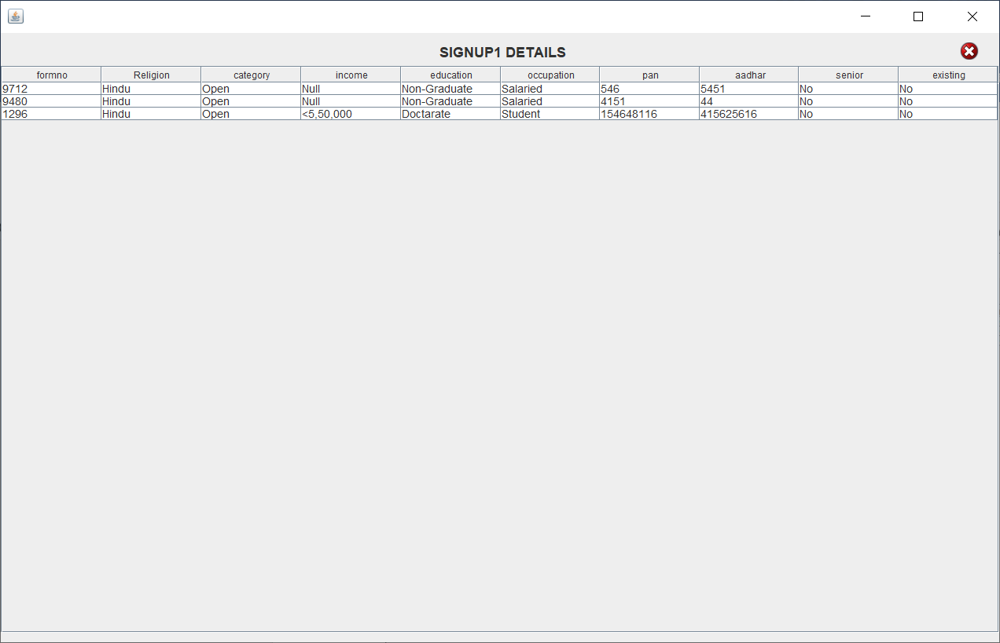 SIGNUP1 DETAILS
formno Religion category income education occupation pan aadhar senior existing
9712 Hindu Open Null Non-Graduate Salaried 546 5451 No No
9480 Hindu Open Null Non-Graduate Salaried 4151 44 No No
1296 Hindu Open <5,50,000 Doctarate Student 154648116 415625616 No No